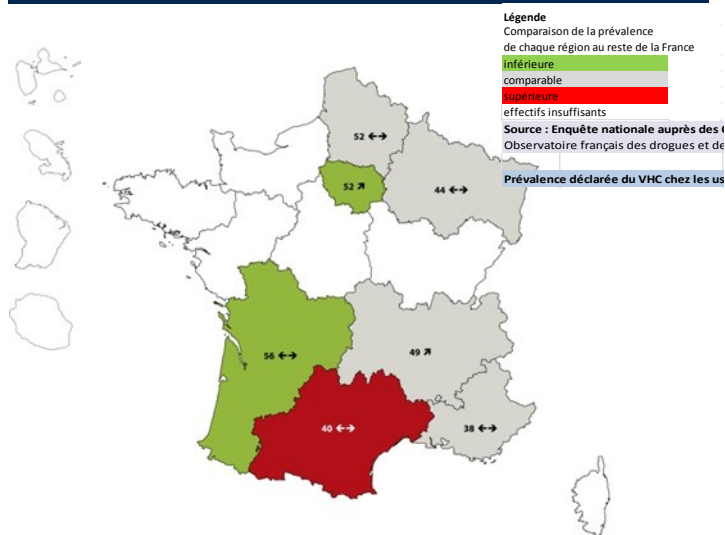 Légende
Comparaison de la prévalence
de chaque région au reste de la France
inférieure
comparable
supérieure
effectifs insuffisants
Source : Enquête nationale auprès des
Observatoire français des drogues et de
Prévalence déclarée du VHC chez les us
52 ↔
52 ↗
44 ↔
56 ↔
49 ↗
40 ↔
38 ↔